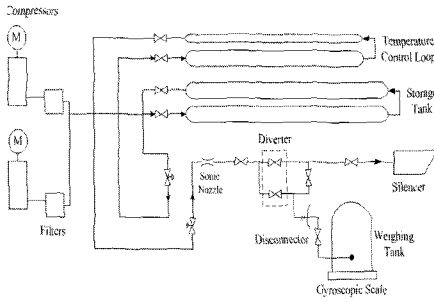 Compressors
M
Temperature
Control Loop
Storage
Tank
M
Diverter
Sonic
Nozzle
Silencer
Filters
Disconnector
Weighing
Tank
Gyroscopic Scale